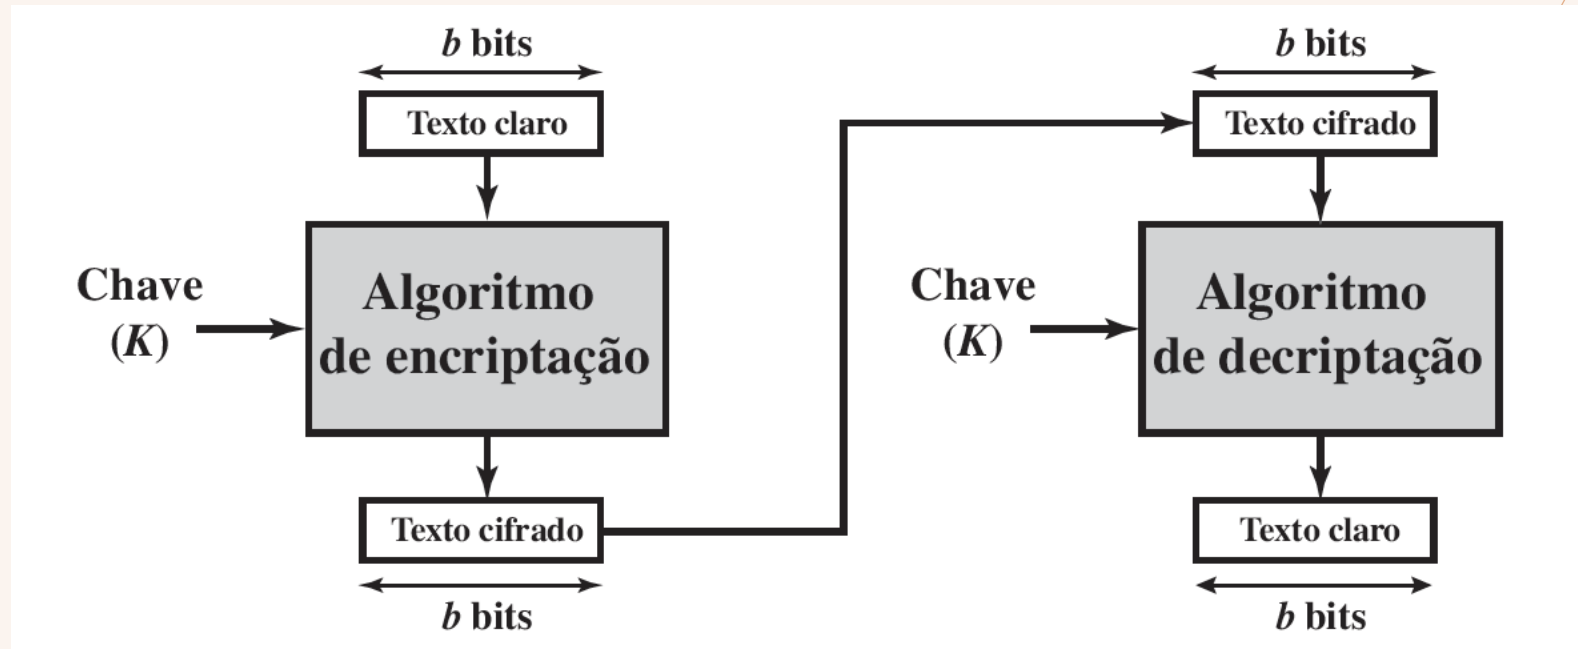 b bits
Texto claro
Chave
(K)
Algoritmo
de encriptação
Texto cifrado
b bits
b bits
Texto cifrado
Chave
(K)
Algoritmo
de decriptação
Texto claro
b bits